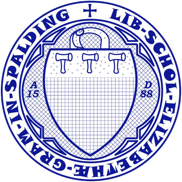 LIB·SCHOL·ELIZABETHÆ·GRAM·IN·SPALDING
A D
15 88